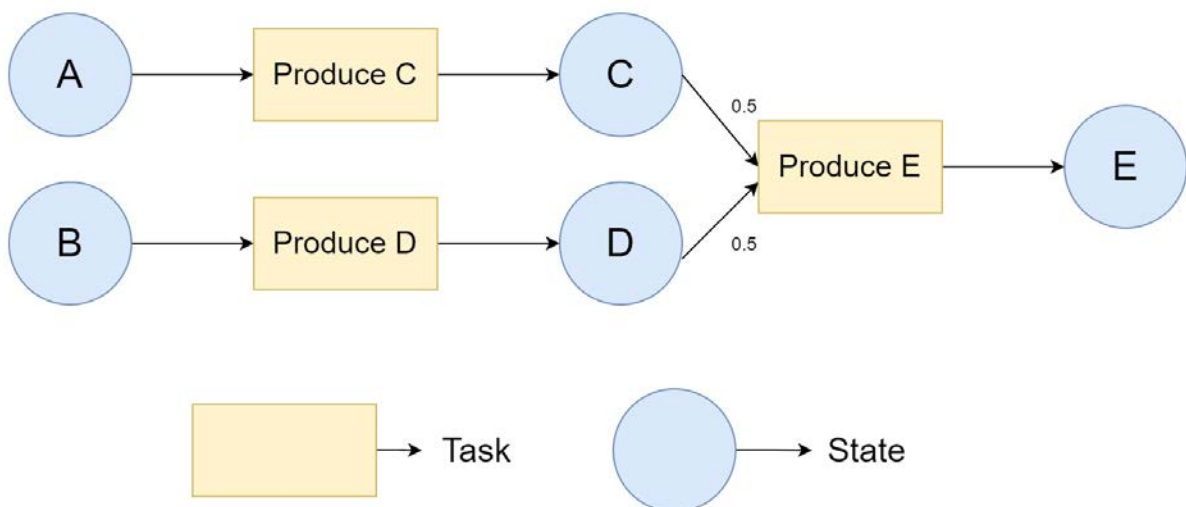 A
Produce C
C
0.5
Produce E
E
B
Produce D
D
0.5
Task
State